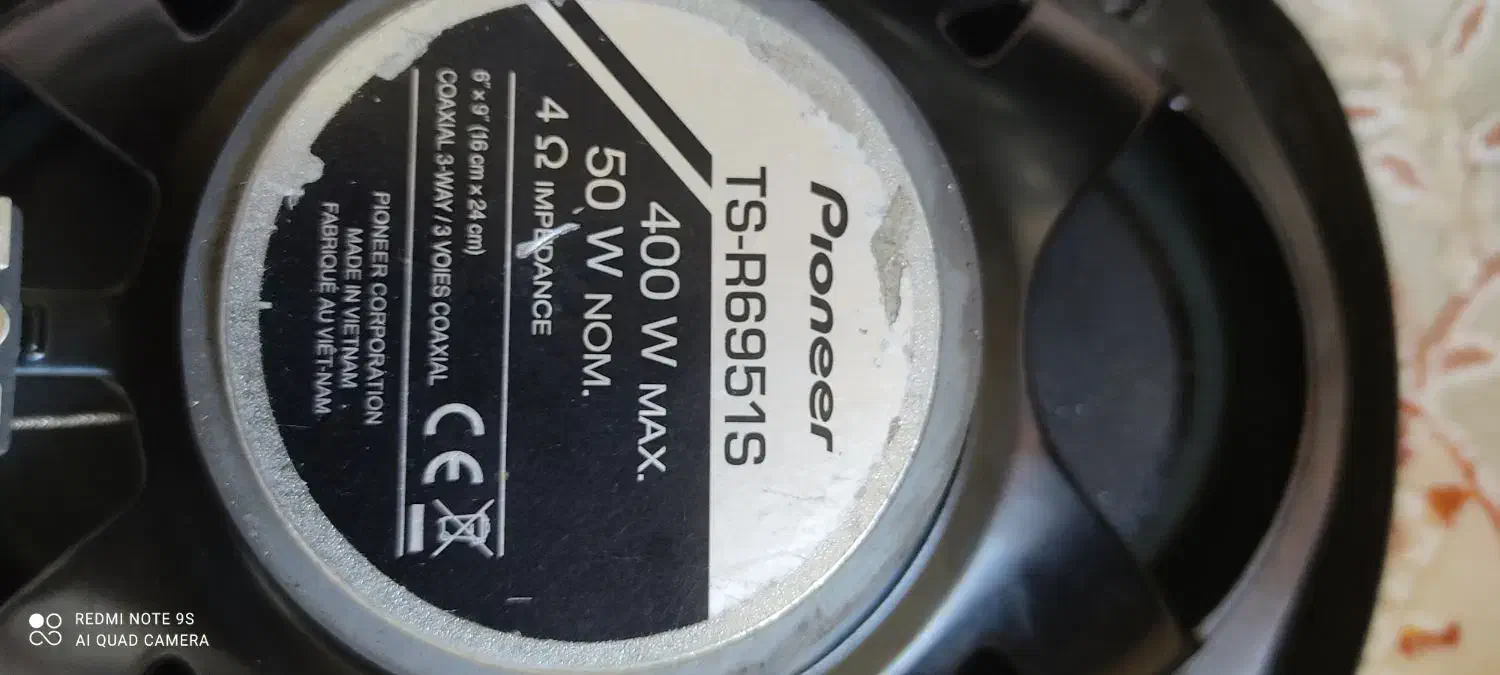 Pioneer
TS-R6951S
400 W MAX.
50 W NOM.
4 Ω IMPEDANCE
6" x 9" (16 cm x 24 cm)
COAXIAL 3-WAY / 3 VOIES COAXIAL
CE
PIONEER CORPORATION
MADE IN VIETNAM
FABRIQUÉ AU VIÊT-NAM
REDMI NOTE 9S
AI QUAD CAMERA